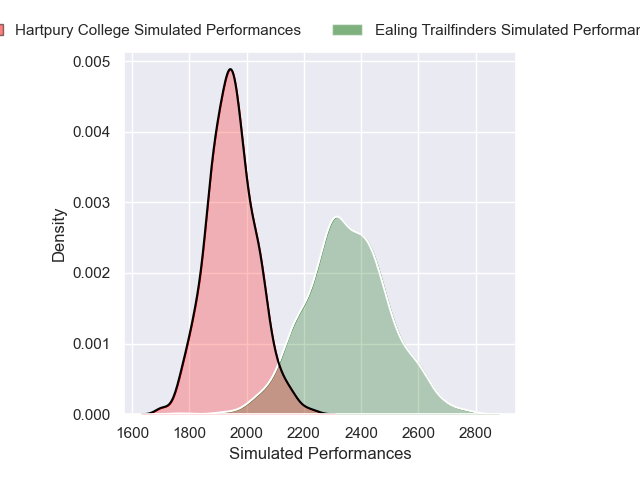 Hartpury College Simulated Performances
Ealing Trailfinders Simulated
0.005
0.004
0.003
0.002
0.001
0.000
Density
1600 1800 2000 2200 2400 2600 2800
Simulated Performances